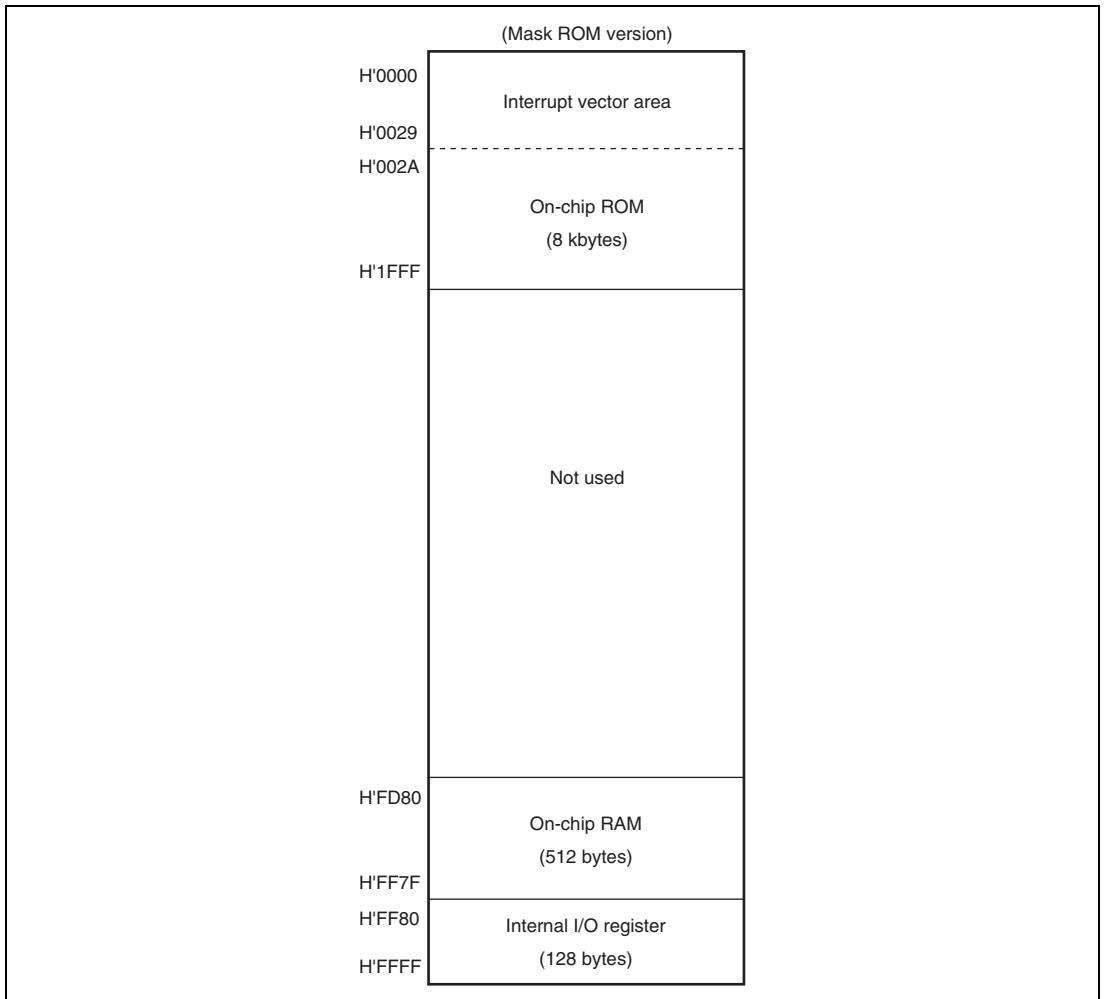 (Mask ROM version)
H'0000
Interrupt vector area
H'0029
H'002A
On-chip ROM
(8 kbytes)
H'1FFF
Not used
H'FD80
On-chip RAM
(512 bytes)
H'FF7F
H'FF80
Internal I/O register
(128 bytes)
H'FFFF